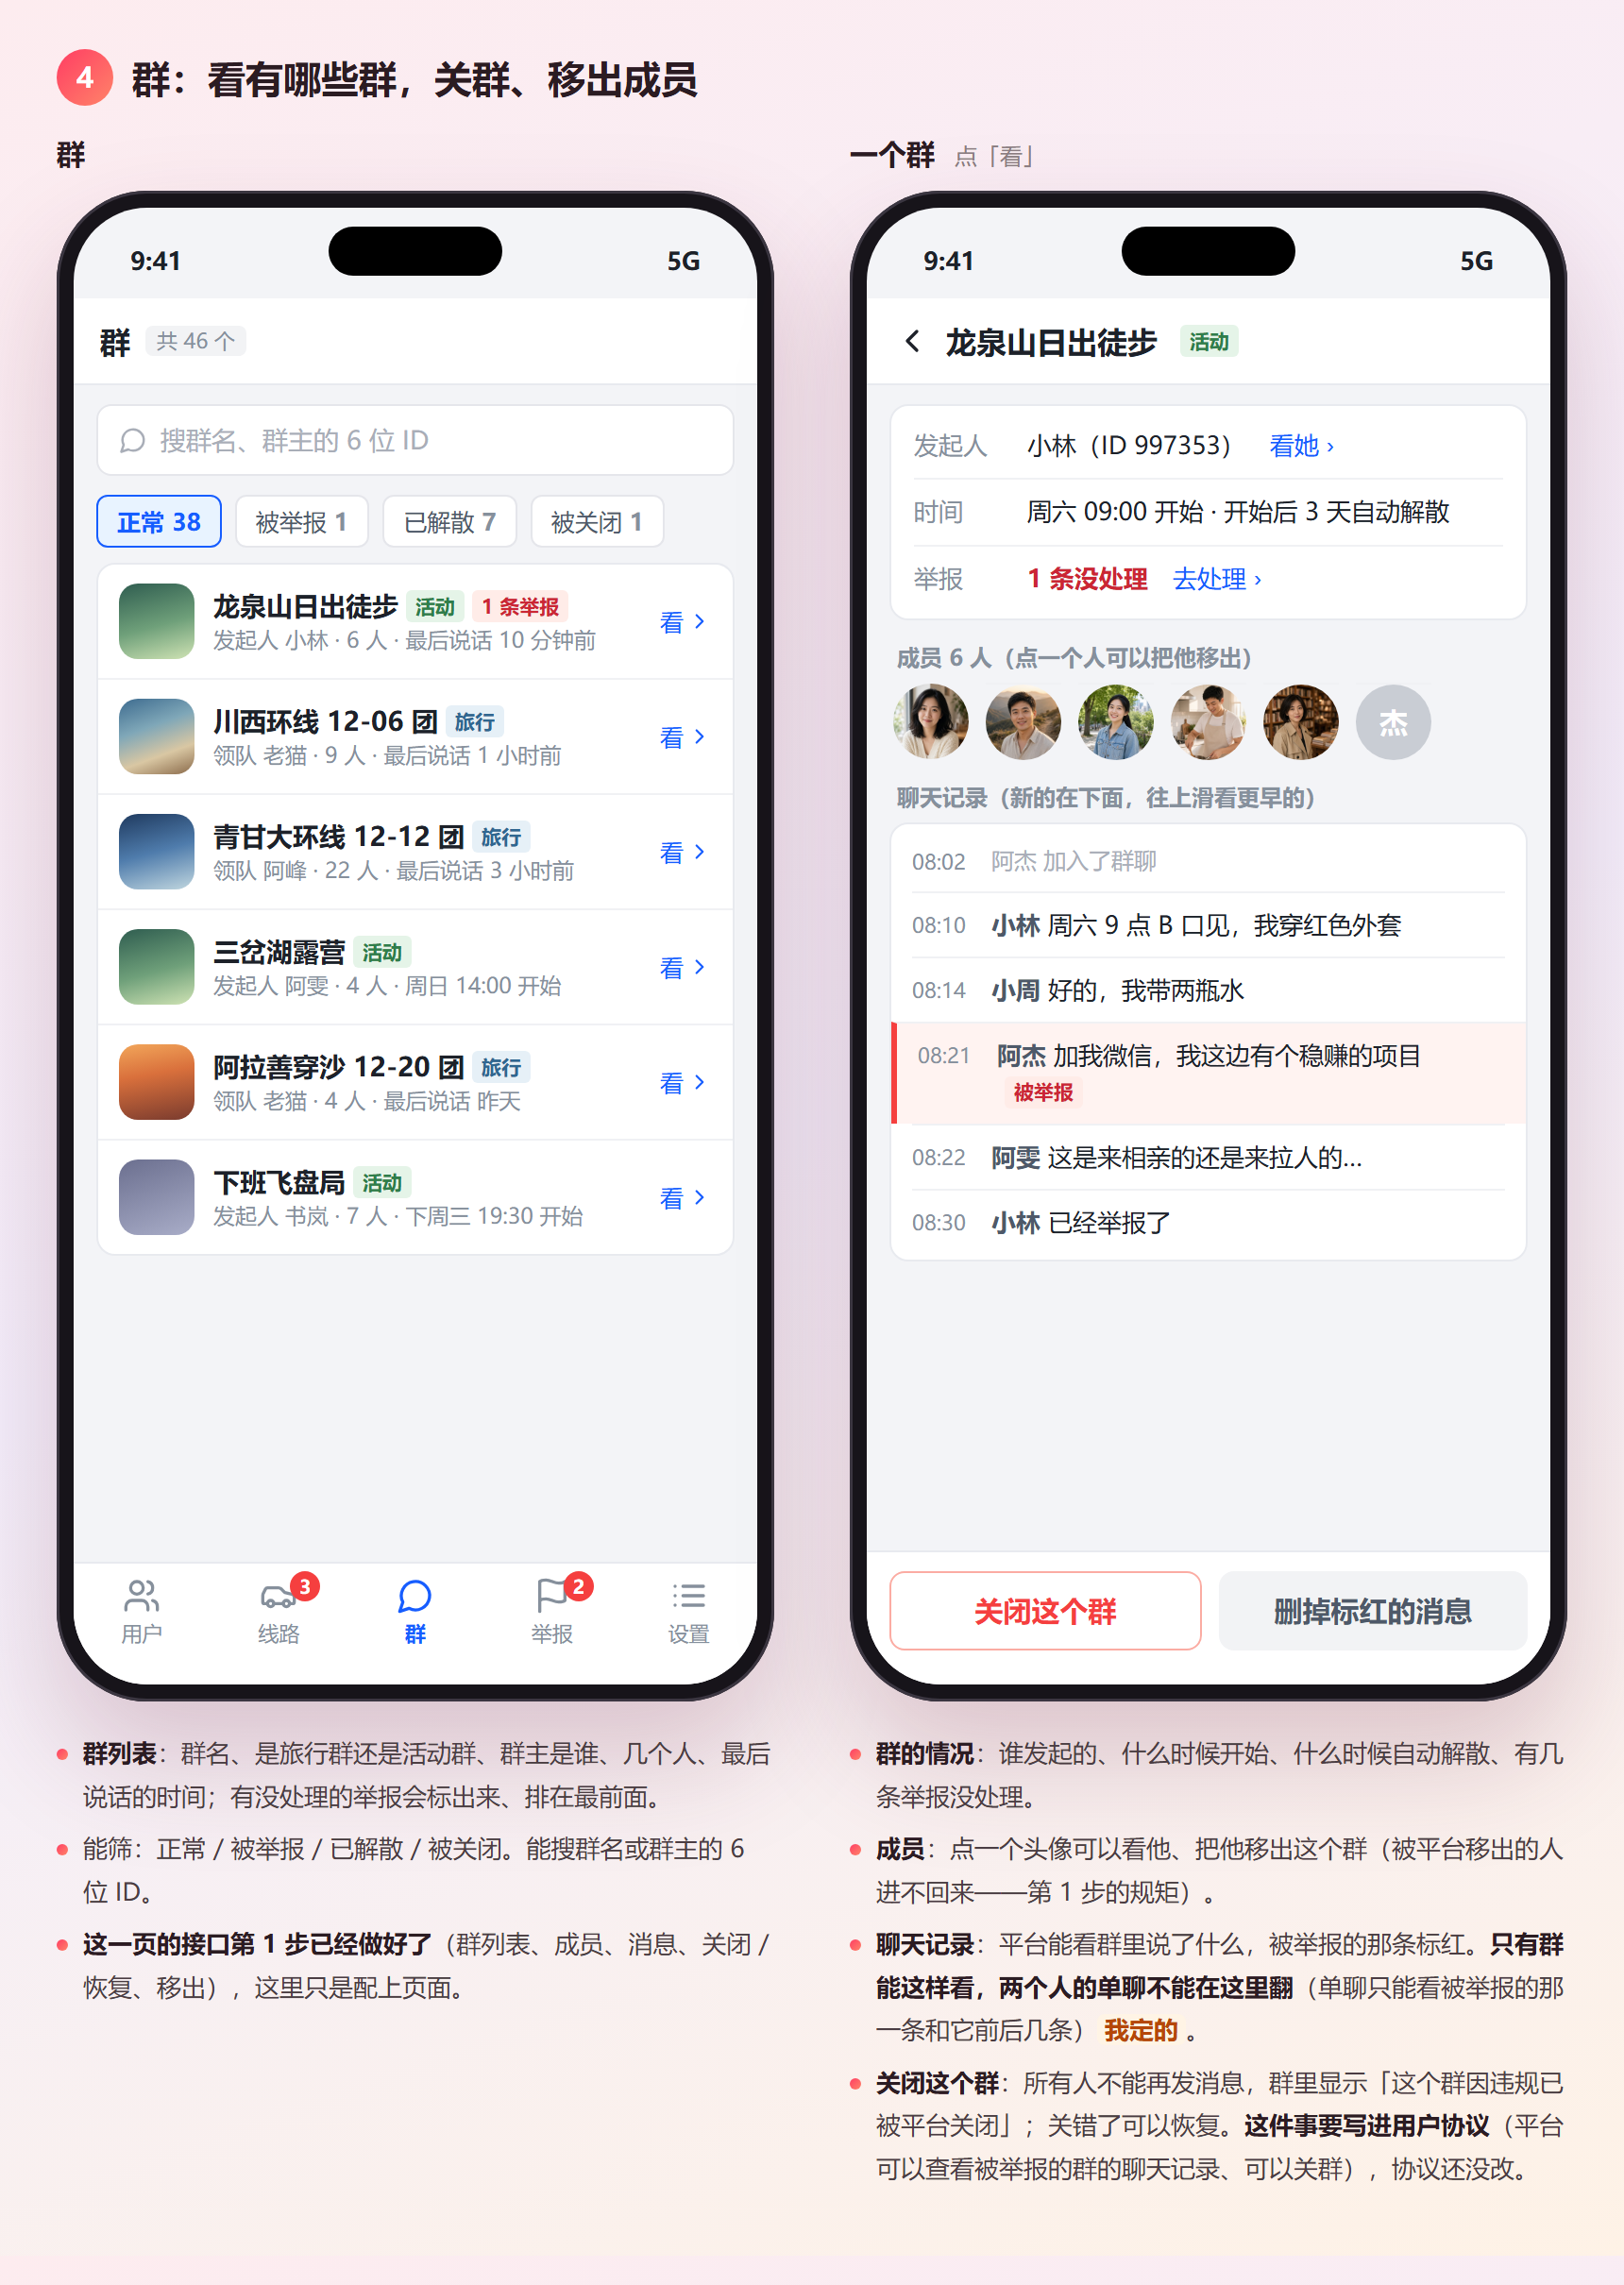 4 群：看有哪些群，关群、移出成员
群
9:41 5G
群 共 46 个
搜群名、群主的 6 位 ID
正常 38 被举报 1 已解散 7 被关闭 1
龙泉山日出徒步 活动 1 条举报
发起人 小林 · 6 人 · 最后说话 10 分钟前
看
川西环线 12-06 团 旅行
领队 老猫 · 9 人 · 最后说话 1 小时前
看
青甘大环线 12-12 团 旅行
领队 阿峰 · 22 人 · 最后说话 3 小时前
看
三岔湖露营 活动
发起人 阿雯 · 4 人 · 周日 14:00 开始
看
阿拉善穿沙 12-20 团 旅行
领队 老猫 · 4 人 · 最后说话 昨天
看
下班飞盘局 活动
发起人 书岚 · 7 人 · 下周三 19:30 开始
看
3 2
用户 线路 群 举报 设置
群列表：群名、是旅行群还是活动群、群主是谁、几个人、最后
说话的时间；有没处理的举报会标出来、排在最前面。
能筛：正常 / 被举报 / 已解散 / 被关闭。能搜群名或群主的 6
位 ID。
这一页的接口第 1 步已经做好了（群列表、成员、消息、关闭 /
恢复、移出），这里只是配上页面。
一个群 点「看」
9:41 5G
龙泉山日出徒步 活动
发起人 小林（ID 997353） 看她 ›
时间 周六 09:00 开始 · 开始后 3 天自动解散
举报 1 条没处理 去处理 ›
成员 6 人（点一个人可以把他移出）
杰
聊天记录（新的在下面，往上滑看更早的）
08:02 阿杰 加入了群聊
08:10 小林 周六 9 点 B 口见，我穿红色外套
08:14 小周 好的，我带两瓶水
08:21 阿杰 加我微信，我这边有个稳赚的项目
被举报
08:22 阿雯 这是来相亲的还是来拉人的…
08:30 小林 已经举报了
关闭这个群 删掉标红的消息
群的情况：谁发起的、什么时候开始、什么时候自动解散、有几
条举报没处理。
成员：点一个头像可以看他、把他移出这个群（被平台移出的人
进不回来——第 1 步的规矩）。
聊天记录：平台能看群里说了什么，被举报的那条标红。只有群
能这样看，两个人的单聊不能在这里翻（单聊只能看被举报的那
一条和它前后几条） 我定的 。
关闭这个群：所有人不能再发消息，群里显示「这个群因违规已
被平台关闭」；关错了可以恢复。这件事要写进用户协议（平台
可以查看被举报的群的聊天记录、可以关群），协议还没改。